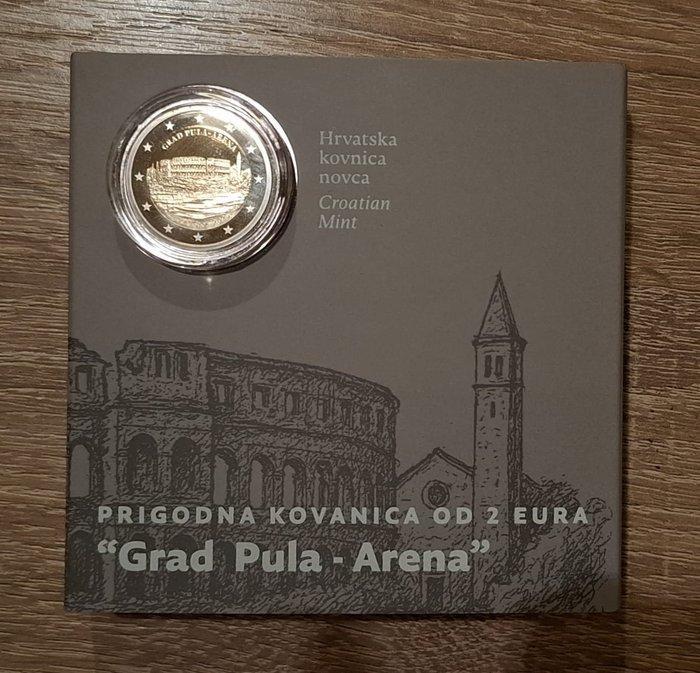 GRAD PULA-ARENA
Hrvatska
kovnica
novca
Croatian
Mint
PRIGODNA KOVANICA OD 2 EURA
“Grad Pula - Arena”